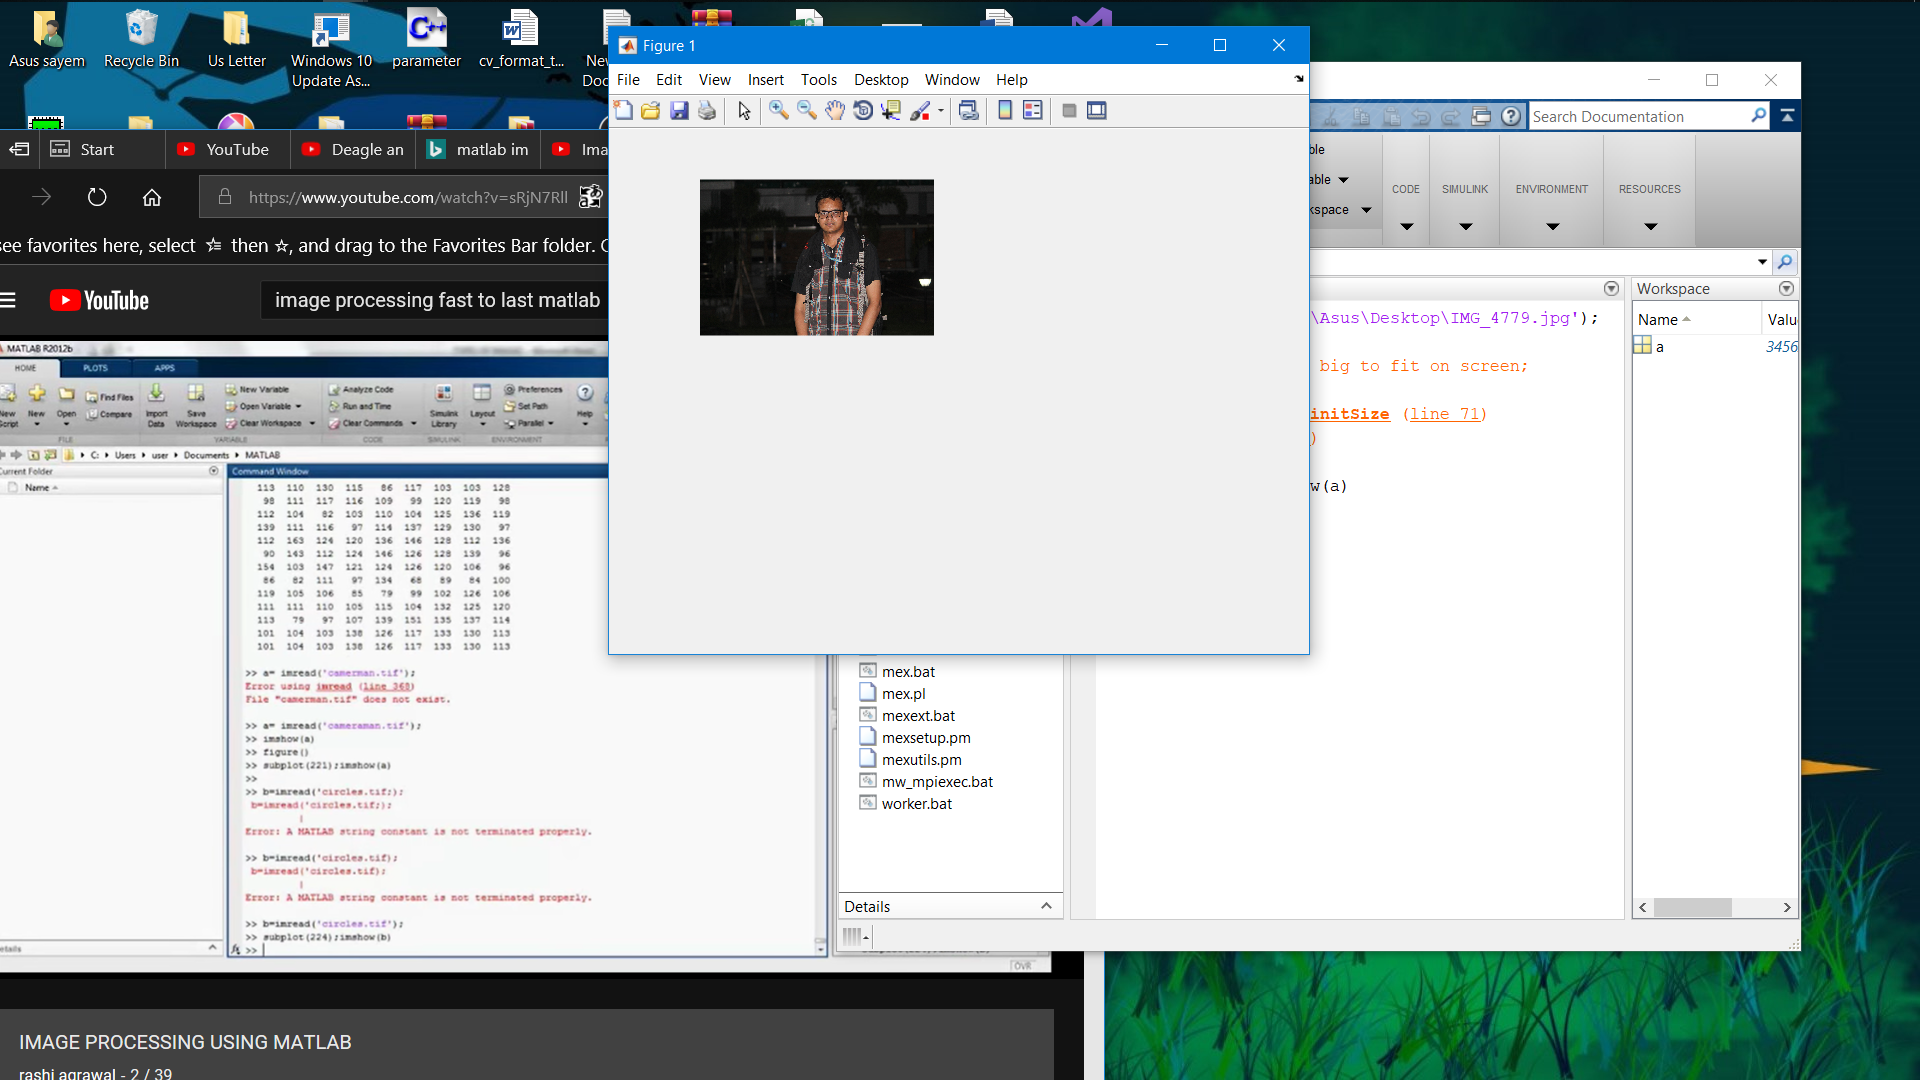 Asus sayem
Recycle Bin
Us Letter
Windows 10
Update As...
parameter
cv_format_t...
New
Doc
Figure 1
File Edit View Insert Tools Desktop Window Help
Search Documentation
CODE
SIMULINK
ENVIRONMENT
RESOURCES
Start
YouTube
Deagle an
matlab im
Ima
https://www.youtube.com/watch?v=sRjN7Rll
see favorites here, select then , and drag to the Favorites Bar folder.
YouTube
image processing fast to last matlab
\Asus\Desktop\IMG_4779.jpg');
big to fit on screen;
initSize (line 71)
)
w(a)
Workspace
Name Valu
a 3456
MATLAB R2012b
HOME PLOTS APPS
New Script
New
Open
Find Files
Compare
Import Data
Save Workspace
New Variable
Open Variable
Clear Workspace
Analyze Code
Run and Time
Clear Commands
Simulink Library
Layout
Preferences
Set Path
Parallel
Help
FILE VARIABLE CODE SIMULINK ENVIRONMENT
C: Users user Documents MATLAB
Current Folder
Name
Command Window
113 110 130 115 86 117 103 103 128
98 111 117 116 109 99 120 119 98
112 104 82 103 110 104 125 136 119
139 111 116 97 114 137 129 130 97
112 163 124 120 136 146 128 112 136
90 143 112 124 146 126 128 139 96
154 103 147 121 124 126 120 106 96
86 82 111 97 134 68 89 84 100
119 105 106 85 79 99 102 126 106
111 111 110 105 115 104 132 125 120
113 79 97 107 139 151 135 137 114
101 104 103 138 126 117 133 130 113
101 104 103 138 126 117 133 130 113
>> a= imread('camerman.tif');
Error using imread (line 368)
File "camerman.tif" does not exist.
>> a= imread('cameraman.tif');
>> imshow(a)
>> figure()
>> subplot(221);imshow(a)
>>
>> b=imread('circles.tif;);
b=imread('circles.tif;);
|
Error: A MATLAB string constant is not terminated properly.
>> b=imread('circles.tif);
b=imread('circles.tif);
|
Error: A MATLAB string constant is not terminated properly.
>> b=imread('circles.tif');
>> subplot(224);imshow(b)
fx >>
OVR
mex.bat
mex.pl
mexext.bat
mexsetup.pm
mexutils.pm
mw_mpiexec.bat
worker.bat
Details
IMAGE PROCESSING USING MATLAB
rashi agrawal - 2 / 39